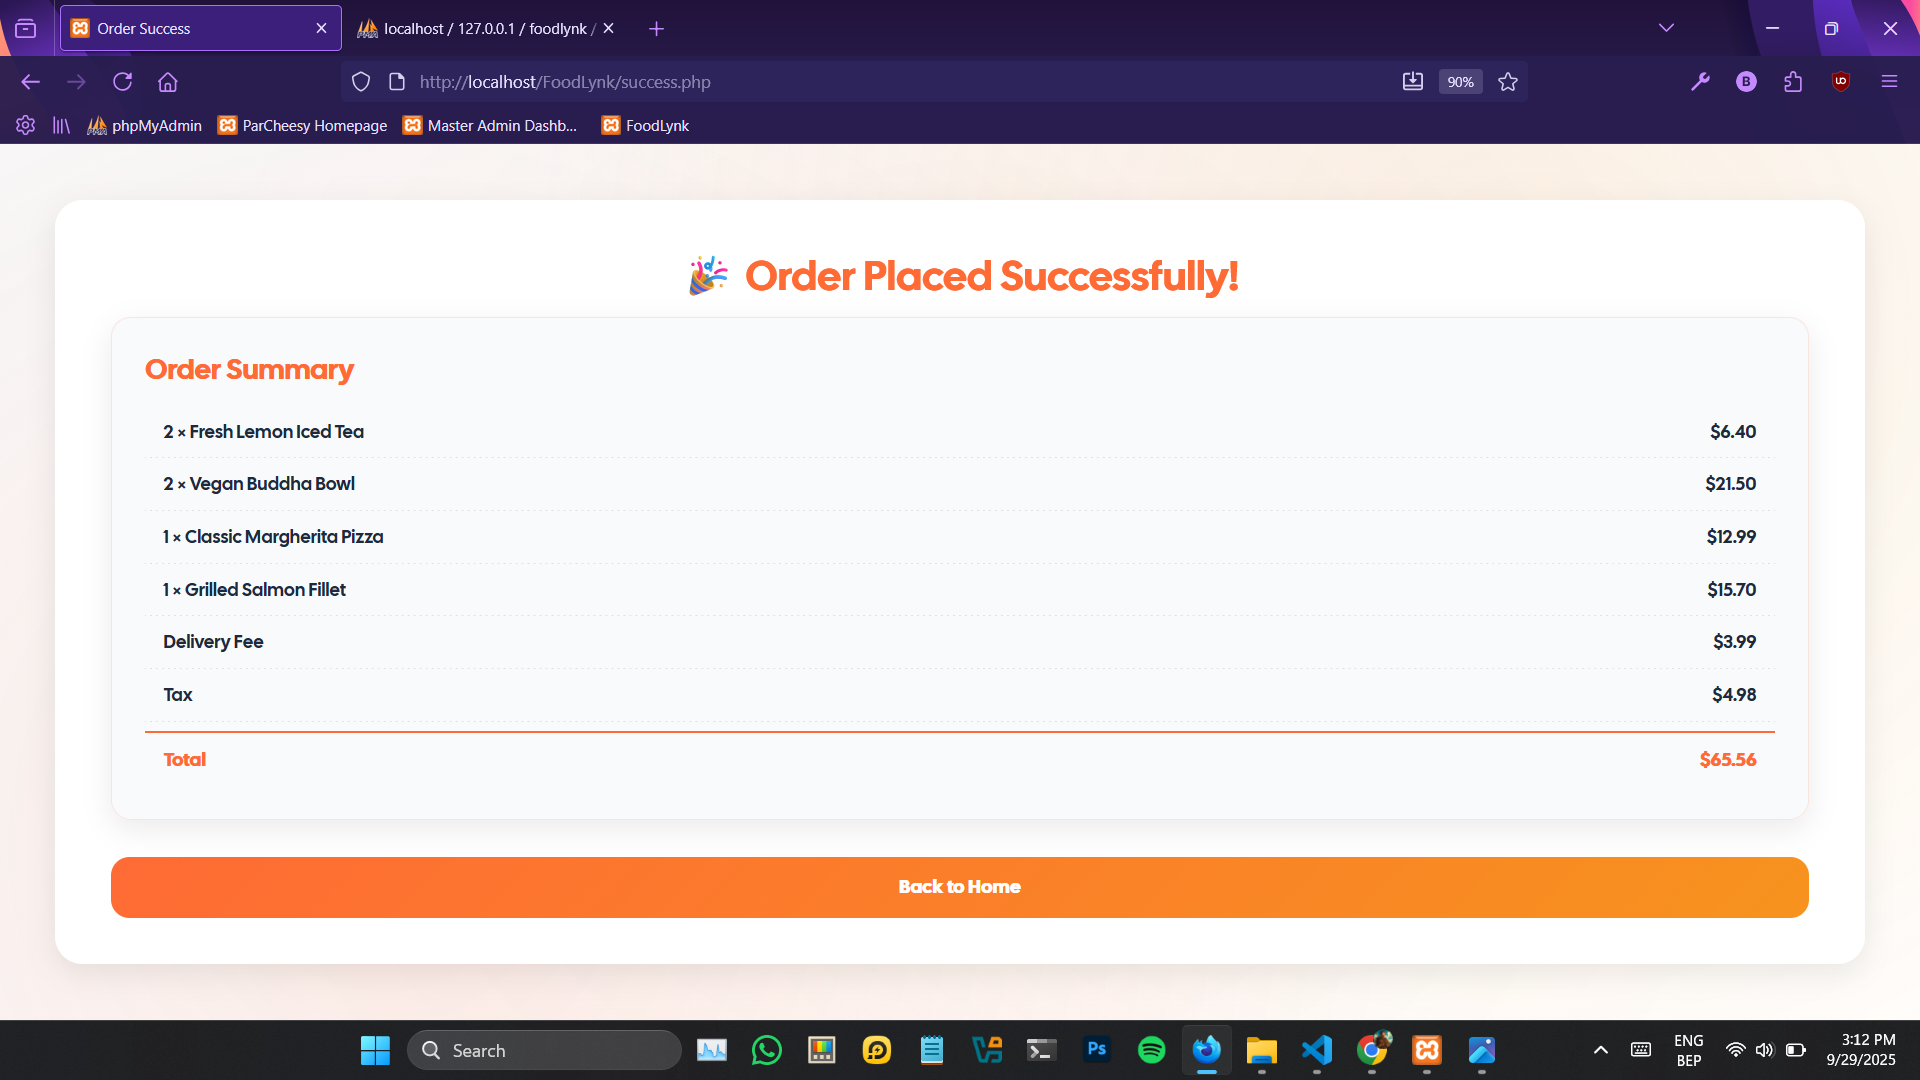 Order Success
localhost / 127.0.0.1 / foodlynk /
http://localhost/FoodLynk/success.php
90%
B
phpMyAdmin
ParCheesy Homepage
Master Admin Dashb...
FoodLynk
Order Placed Successfully!
Order Summary
2 × Fresh Lemon Iced Tea $6.40
2 × Vegan Buddha Bowl $21.50
1 × Classic Margherita Pizza $12.99
1 × Grilled Salmon Fillet $15.70
Delivery Fee $3.99
Tax $4.98
Total $65.56
Back to Home
Search
Ps
ENG
BEP
3:12 PM
9/29/2025